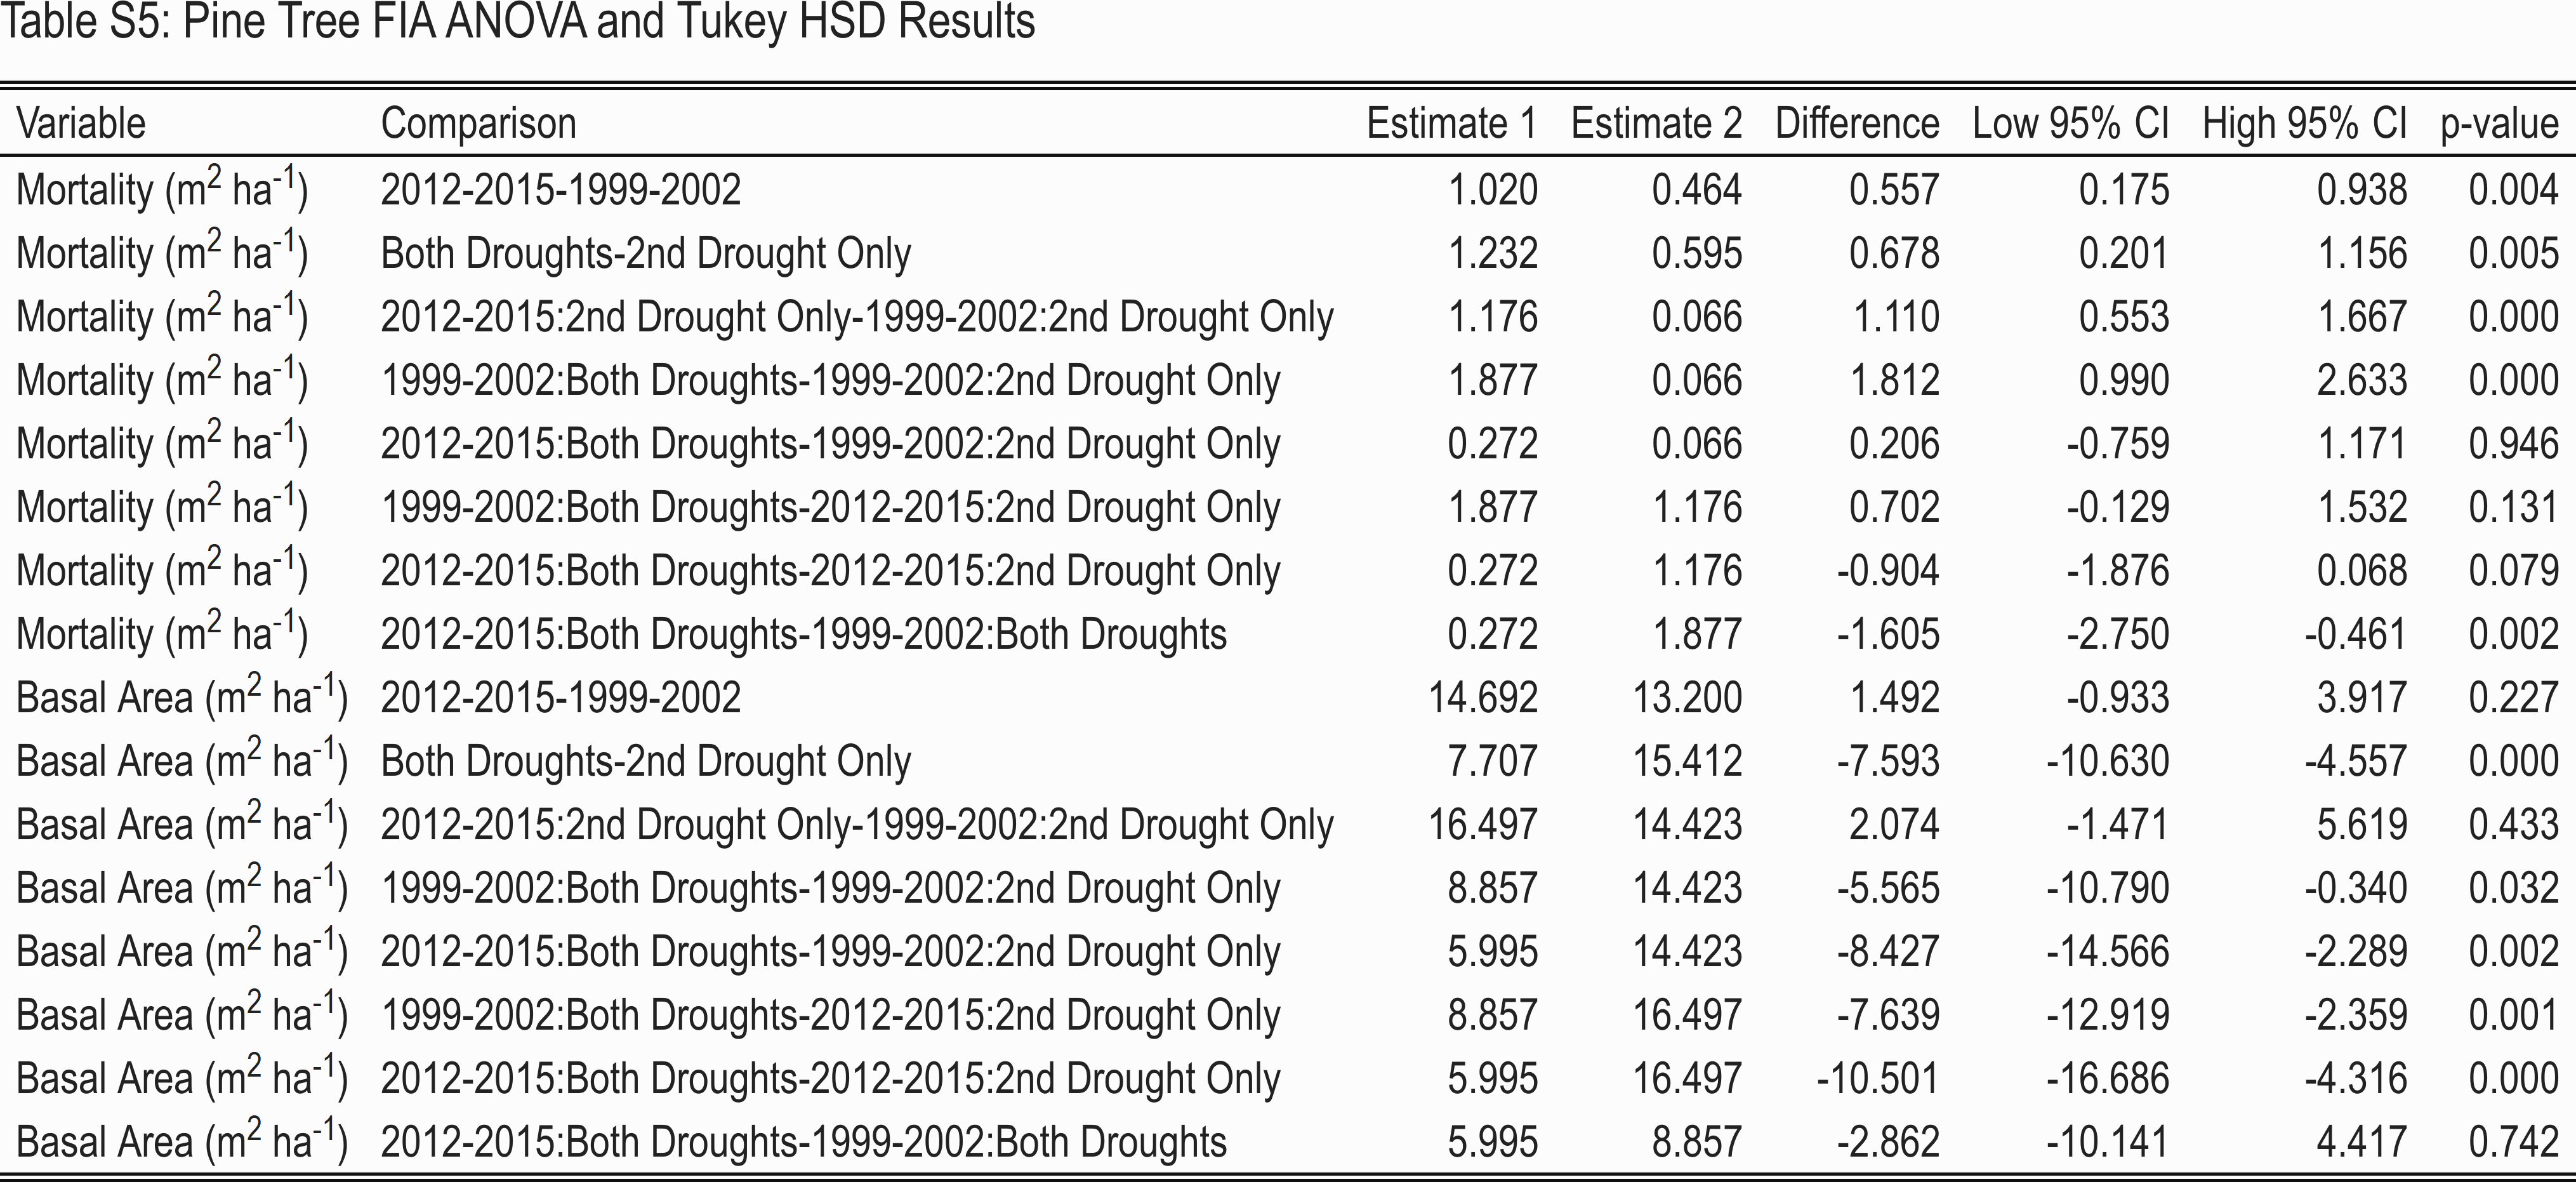 Table S5: Pine Tree FIA ANOVA and Tukey HSD Results
Variable Comparison Estimate 1 Estimate 2 Difference Low 95% CI High 95% CI p-value
Mortality (m² ha⁻¹) 2012-2015-1999-2002 1.020 0.464 0.557 0.175 0.938 0.004
Mortality (m² ha⁻¹) Both Droughts-2nd Drought Only 1.232 0.595 0.678 0.201 1.156 0.005
Mortality (m² ha⁻¹) 2012-2015:2nd Drought Only-1999-2002:2nd Drought Only 1.176 0.066 1.110 0.553 1.667 0.000
Mortality (m² ha⁻¹) 1999-2002:Both Droughts-1999-2002:2nd Drought Only 1.877 0.066 1.812 0.990 2.633 0.000
Mortality (m² ha⁻¹) 2012-2015:Both Droughts-1999-2002:2nd Drought Only 0.272 0.066 0.206 -0.759 1.171 0.946
Mortality (m² ha⁻¹) 1999-2002:Both Droughts-2012-2015:2nd Drought Only 1.877 1.176 0.702 -0.129 1.532 0.131
Mortality (m² ha⁻¹) 2012-2015:Both Droughts-2012-2015:2nd Drought Only 0.272 1.176 -0.904 -1.876 0.068 0.079
Mortality (m² ha⁻¹) 2012-2015:Both Droughts-1999-2002:Both Droughts 0.272 1.877 -1.605 -2.750 -0.461 0.002
Basal Area (m² ha⁻¹) 2012-2015-1999-2002 14.692 13.200 1.492 -0.933 3.917 0.227
Basal Area (m² ha⁻¹) Both Droughts-2nd Drought Only 7.707 15.412 -7.593 -10.630 -4.557 0.000
Basal Area (m² ha⁻¹) 2012-2015:2nd Drought Only-1999-2002:2nd Drought Only 16.497 14.423 2.074 -1.471 5.619 0.433
Basal Area (m² ha⁻¹) 1999-2002:Both Droughts-1999-2002:2nd Drought Only 8.857 14.423 -5.565 -10.790 -0.340 0.032
Basal Area (m² ha⁻¹) 2012-2015:Both Droughts-1999-2002:2nd Drought Only 5.995 14.423 -8.427 -14.566 -2.289 0.002
Basal Area (m² ha⁻¹) 1999-2002:Both Droughts-2012-2015:2nd Drought Only 8.857 16.497 -7.639 -12.919 -2.359 0.001
Basal Area (m² ha⁻¹) 2012-2015:Both Droughts-2012-2015:2nd Drought Only 5.995 16.497 -10.501 -16.686 -4.316 0.000
Basal Area (m² ha⁻¹) 2012-2015:Both Droughts-1999-2002:Both Droughts 5.995 8.857 -2.862 -10.141 4.417 0.742